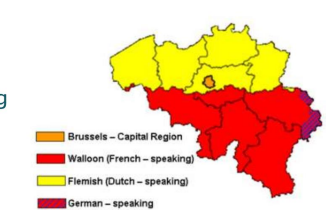 g
Brussels – Capital Region
Walloon (French – speaking)
Flemish (Dutch – speaking)
German – speaking